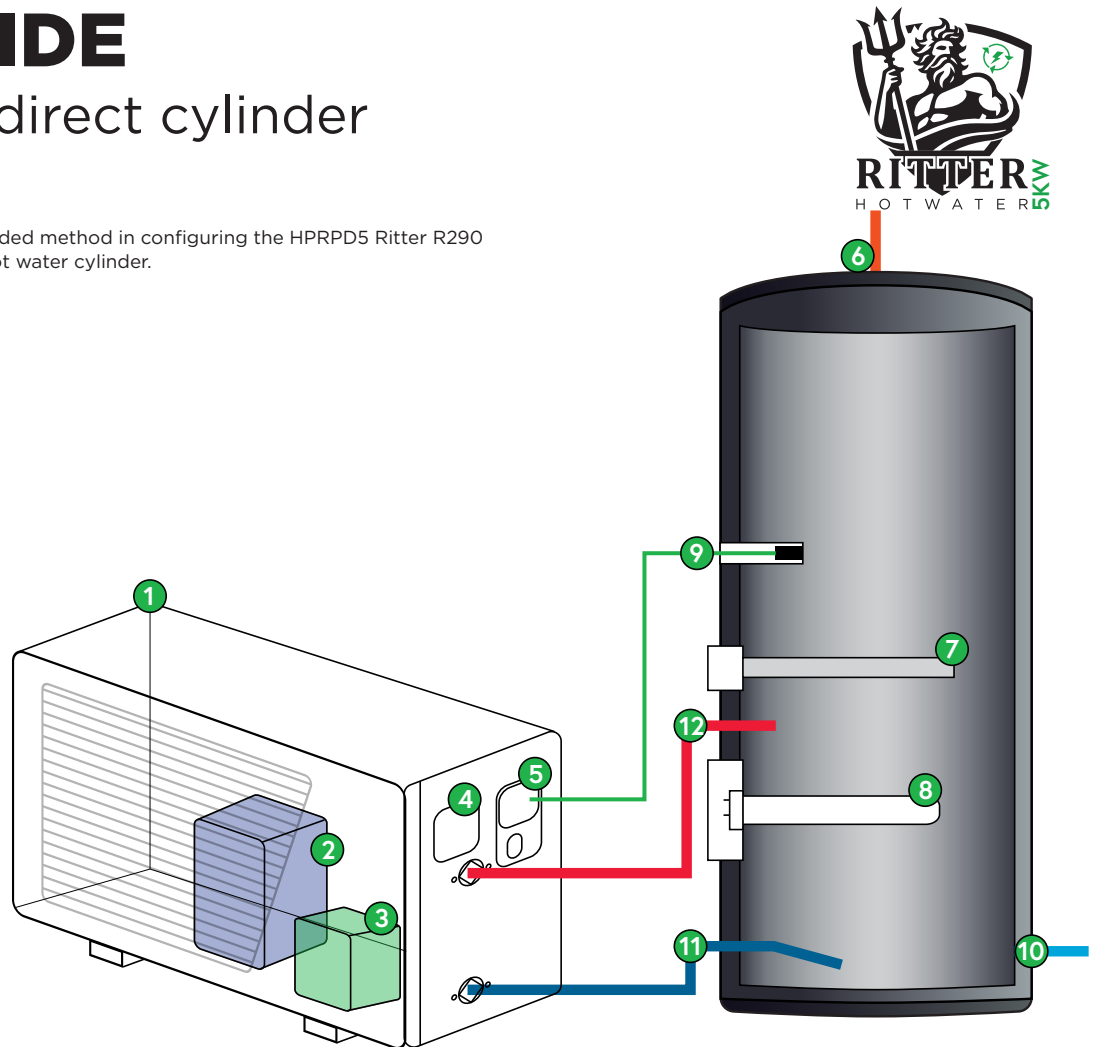 IDE
direct cylinder
RITTER
HOTWATER
5KW
ded method in configuring the HPRPD5 Ritter R290
ot water cylinder.
6
9
1
7
12
5
4
8
2
3
11
10